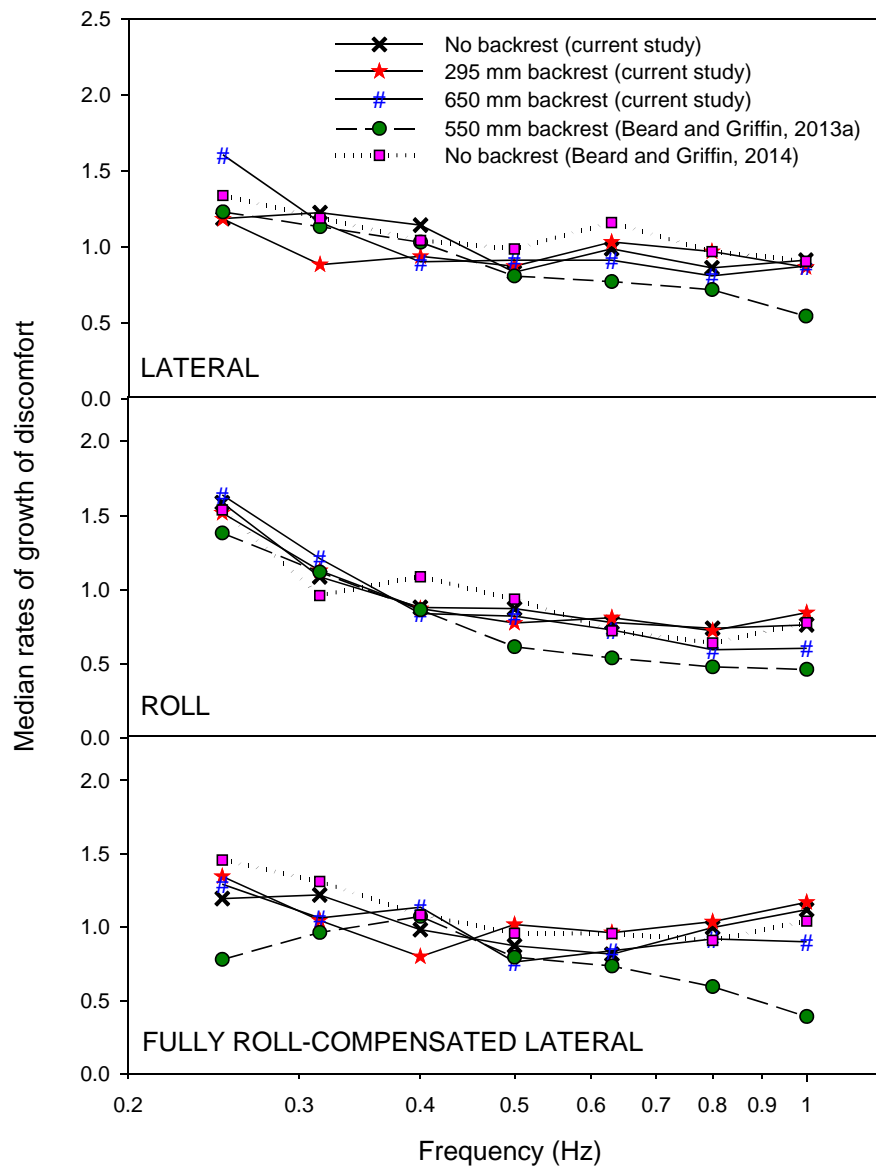 2.5
No backrest (current study)
2.0
295 mm backrest (current study)
# 650 mm backrest (current study)
550 mm backrest (Beard and Griffin, 2013a)
1.5
No backrest (Beard and Griffin, 2014)
1.0
0.5
LATERAL
0.0
2.0
1.5
1.0
0.5
ROLL
0.0
2.0
1.5
1.0
0.5
FULLY ROLL-COMPENSATED LATERAL
0.0
Median rates of growth of discomfort
0.2 0.3 0.4 0.5 0.6 0.7 0.8 0.9 1
Frequency (Hz)